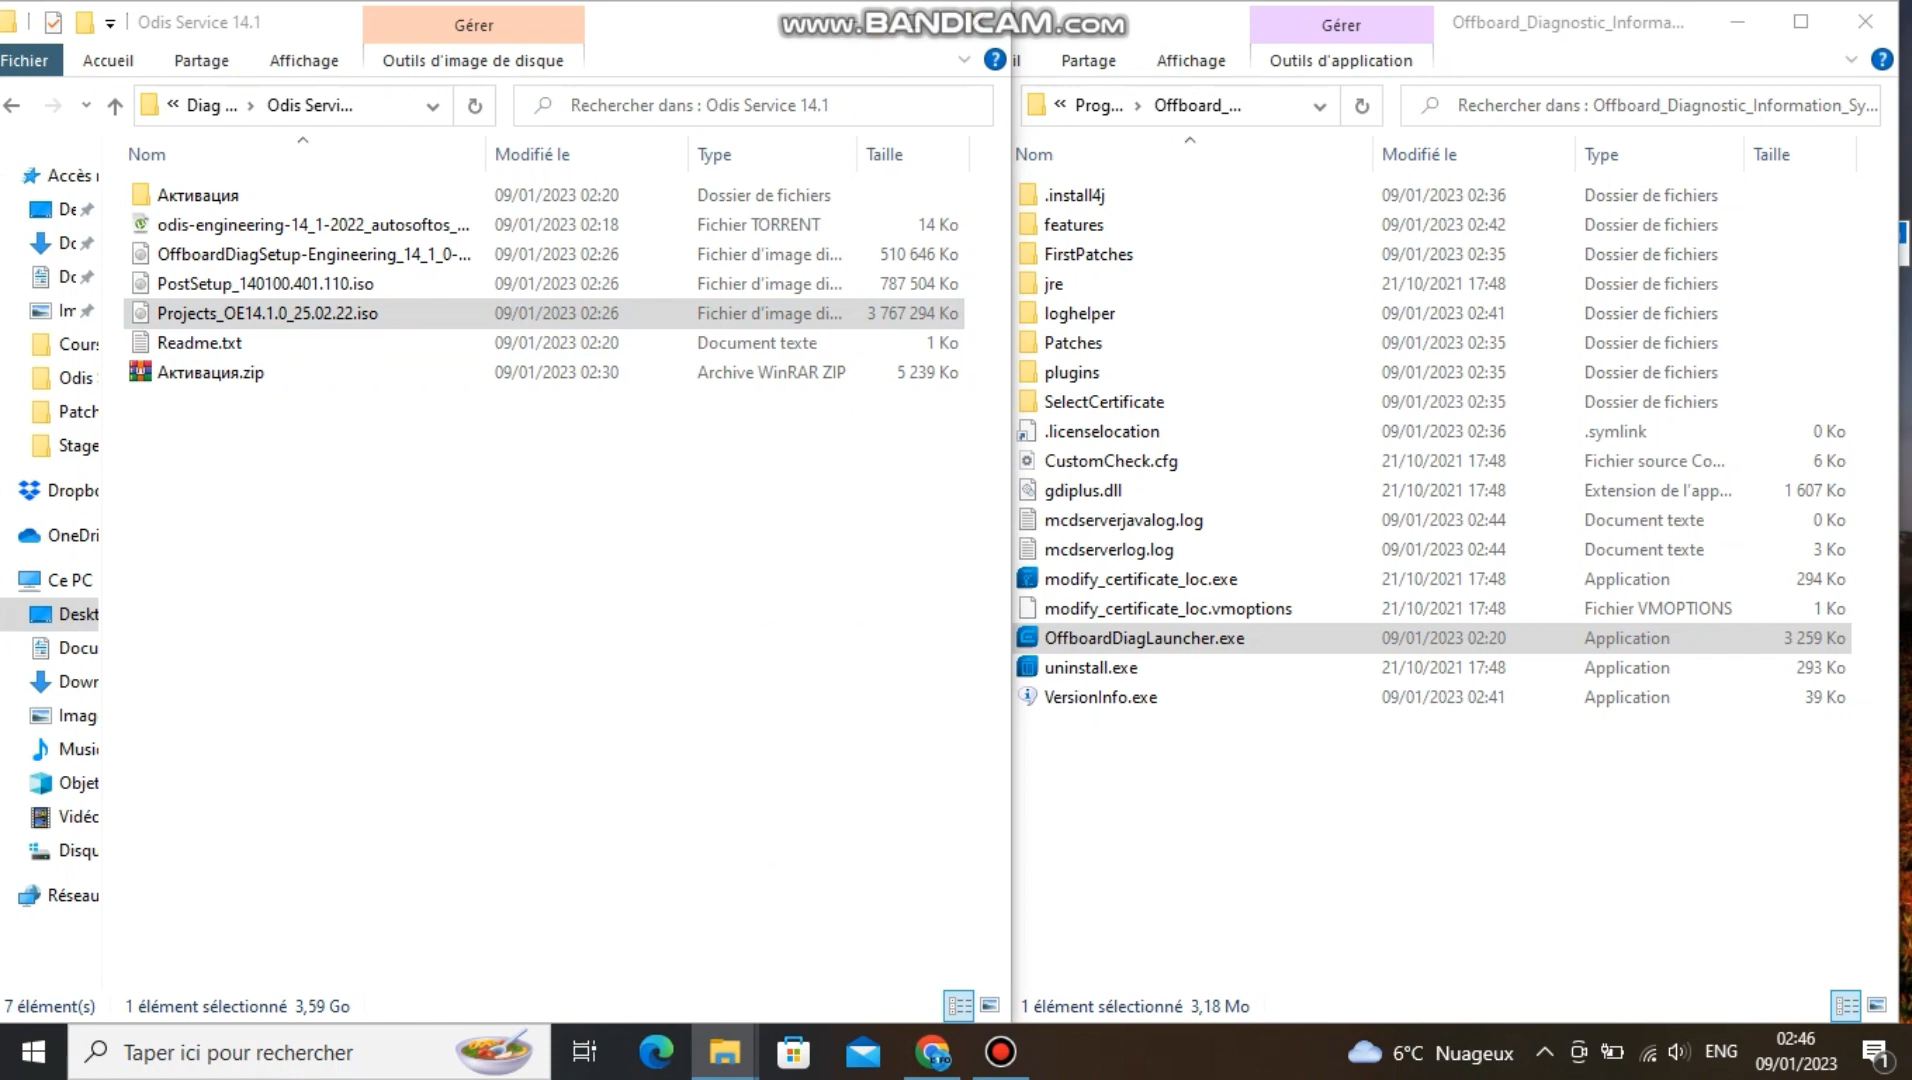 Odis Service 14.1
Gérer
www.BANDICAM.com
Gérer
Offboard_Diagnostic_Informa...
Fichier
Accueil
Partage
Affichage
Outils d'image de disque
il
Partage
Affichage
Outils d'application
« Diag ... › Odis Servi...
Rechercher dans : Odis Service 14.1
« Prog... › Offboard_...
Rechercher dans : Offboard_Diagnostic_Information_Sy...
Nom Modifié le Type Taille
Активация 09/01/2023 02:20 Dossier de fichiers
odis-engineering-14_1-2022_autosoftos_... 09/01/2023 02:18 Fichier TORRENT 14 Ko
OffboardDiagSetup-Engineering_14_1_0-... 09/01/2023 02:26 Fichier d'image di... 510 646 Ko
PostSetup_140100.401.110.iso 09/01/2023 02:26 Fichier d'image di... 787 504 Ko
Projects_OE14.1.0_25.02.22.iso 09/01/2023 02:26 Fichier d'image di... 3 767 294 Ko
Readme.txt 09/01/2023 02:20 Document texte 1 Ko
Активация.zip 09/01/2023 02:30 Archive WinRAR ZIP 5 239 Ko
Accès
De
Do
Do
Im
Cours
Odis
Patch
Stage
Dropbo
OneDri
Ce PC
Deskt
Docu
Down
Imag
Musi
Objet
Vidéo
Disqu
Réseau
Nom Modifié le Type Taille
.install4j 09/01/2023 02:36 Dossier de fichiers
features 09/01/2023 02:42 Dossier de fichiers
FirstPatches 09/01/2023 02:35 Dossier de fichiers
jre 21/10/2021 17:48 Dossier de fichiers
loghelper 09/01/2023 02:41 Dossier de fichiers
Patches 09/01/2023 02:35 Dossier de fichiers
plugins 09/01/2023 02:35 Dossier de fichiers
SelectCertificate 09/01/2023 02:35 Dossier de fichiers
.licenselocation 09/01/2023 02:36 .symlink 0 Ko
CustomCheck.cfg 21/10/2021 17:48 Fichier source Co... 6 Ko
gdiplus.dll 21/10/2021 17:48 Extension de l'app... 1 607 Ko
mcdserverjavalog.log 09/01/2023 02:44 Document texte 0 Ko
mcdserverlog.log 09/01/2023 02:44 Document texte 3 Ko
modify_certificate_loc.exe 21/10/2021 17:48 Application 294 Ko
modify_certificate_loc.vmoptions 21/10/2021 17:48 Fichier VMOPTIONS 1 Ko
OffboardDiagLauncher.exe 09/01/2023 02:20 Application 3 259 Ko
uninstall.exe 21/10/2021 17:48 Application 293 Ko
VersionInfo.exe 09/01/2023 02:41 Application 39 Ko
7 élément(s)
1 élément sélectionné 3,59 Go
1 élément sélectionné 3,18 Mo
Taper ici pour rechercher
6°C Nuageux
ENG
02:46
09/01/2023
1